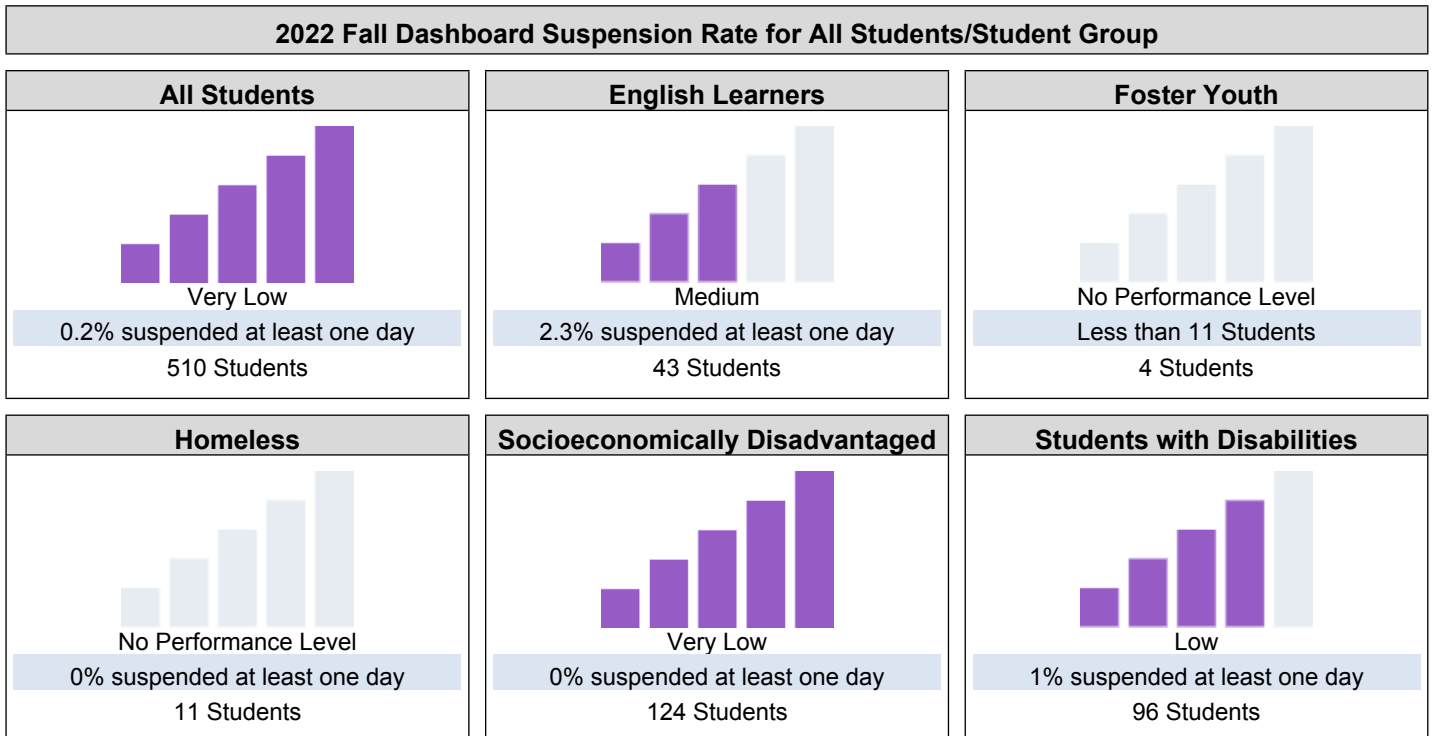 2022 Fall Dashboard Suspension Rate for All Students/Student Group
All Students
Very Low
0.2% suspended at least one day
510 Students
English Learners
Medium
2.3% suspended at least one day
43 Students
Foster Youth
No Performance Level
Less than 11 Students
4 Students
Homeless
No Performance Level
0% suspended at least one day
11 Students
Socioeconomically Disadvantaged
Very Low
0% suspended at least one day
124 Students
Students with Disabilities
Low
1% suspended at least one day
96 Students